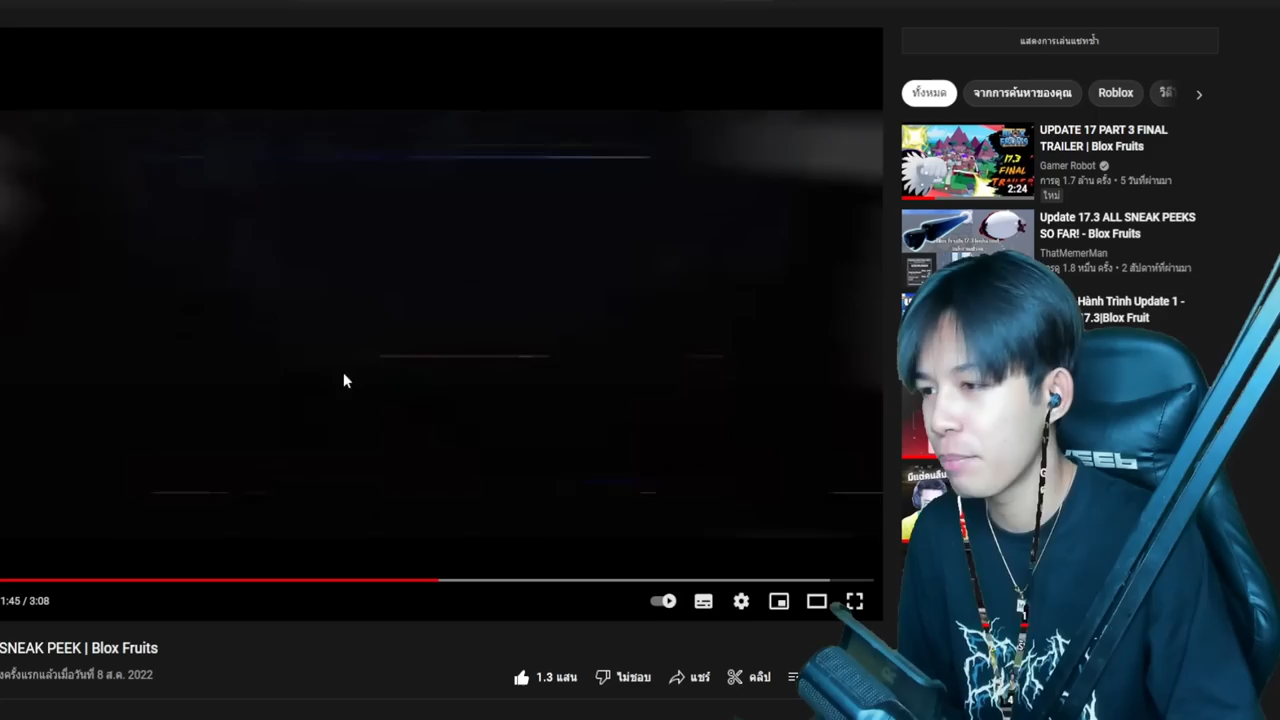 แสดงการเล่นแชทซ้ำ
ทั้งหมด
จากการค้นหาของคุณ
Roblox
UPDATE 17 PART 3 FINAL
TRAILER | Blox Fruits
Gamer Robot
การดู 1.7 ล้าน ครั้ง • 5 วันที่ผ่านมา
ใหม่
17.3
FINAL
2:24
Update 17.3 ALL SNEAK PEEKS
SO FAR! - Blox Fruits
ThatMemerMan
การดู 1.8 หมื่น ครั้ง • 2 สัปดาห์ที่ผ่านมา
Hành Trình Update 1 -
7.3|Blox Fruit
1:45 / 3:08
SNEAK PEEK | Blox Fruits
งครั้งแรกแล้วเมื่อวันที่ 8 ส.ค. 2022
1.3 แสน
ไม่ชอบ
แชร์
คลิป